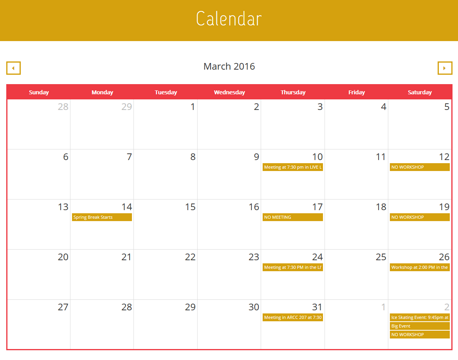 Calendar
March 2016
Sunday Monday Tuesday Wednesday Thursday Friday Saturday
28 29 1 2 3 4 5
6 7 8 9 10 11 12
Meeting at 7:30 pm in UVE L NO WORKSHOP
13 14 15 16 17 18 19
Spring Break Starts NO MEETING NO WORKSHOP
20 21 22 23 24 25 26
Meeting at 7:30 PM in the Workshop at 2:00 PM in the
27 28 29 30 31 1 2
Meeting in ARCC 207 at 7:30 Ice Skating Event: 9:45pm at
Big Event
NO WORKSHOP